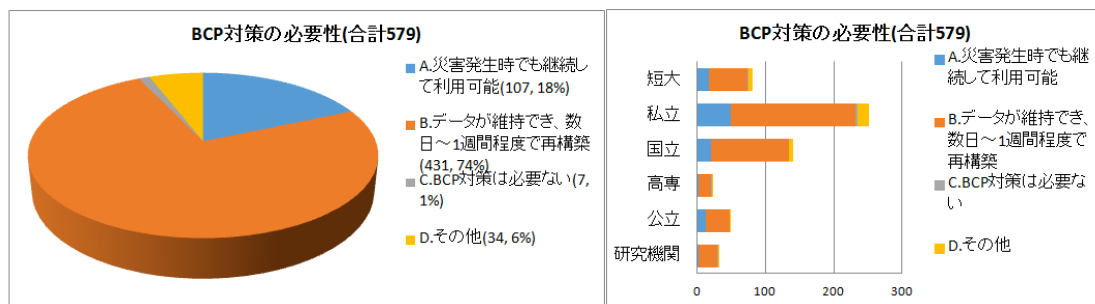 BCP対策の必要性(合計579)
A.災害発生時でも継続し
て利用可能(107, 18%)
B.データが維持でき、数
日～1週間程度で再構築
(431, 74%)
C.BCP対策は必要ない(7,
1%)
D.その他(34, 6%)
BCP対策の必要性(合計579)
短大
私立
国立
高専
公立
研究機関
0
100
200
300
A.災害発生時でも継
続して利用可能
B.データが維持でき、
数日～1週間程度で
再構築
C.BCP対策は必要な
い
D.その他